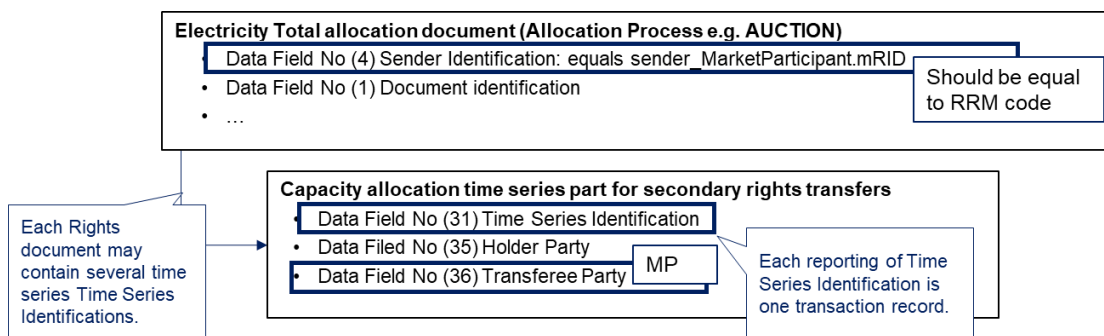 Electricity Total allocation document (Allocation Process e.g. AUCTION)
• Data Field No (4) Sender Identification: equals sender_MarketParticipant.mRID
Should be equal
to RRM code
• Data Field No (1) Document identification
• …
Capacity allocation time series part for secondary rights transfers
• Data Field No (31) Time Series Identification
• Data Filed No (35) Holder Party
• Data Field No (36) Transferee Party
MP
Each Rights
document may
contain several time
series Time Series
Identifications.
Each reporting of Time
Series Identification is
one transaction record.